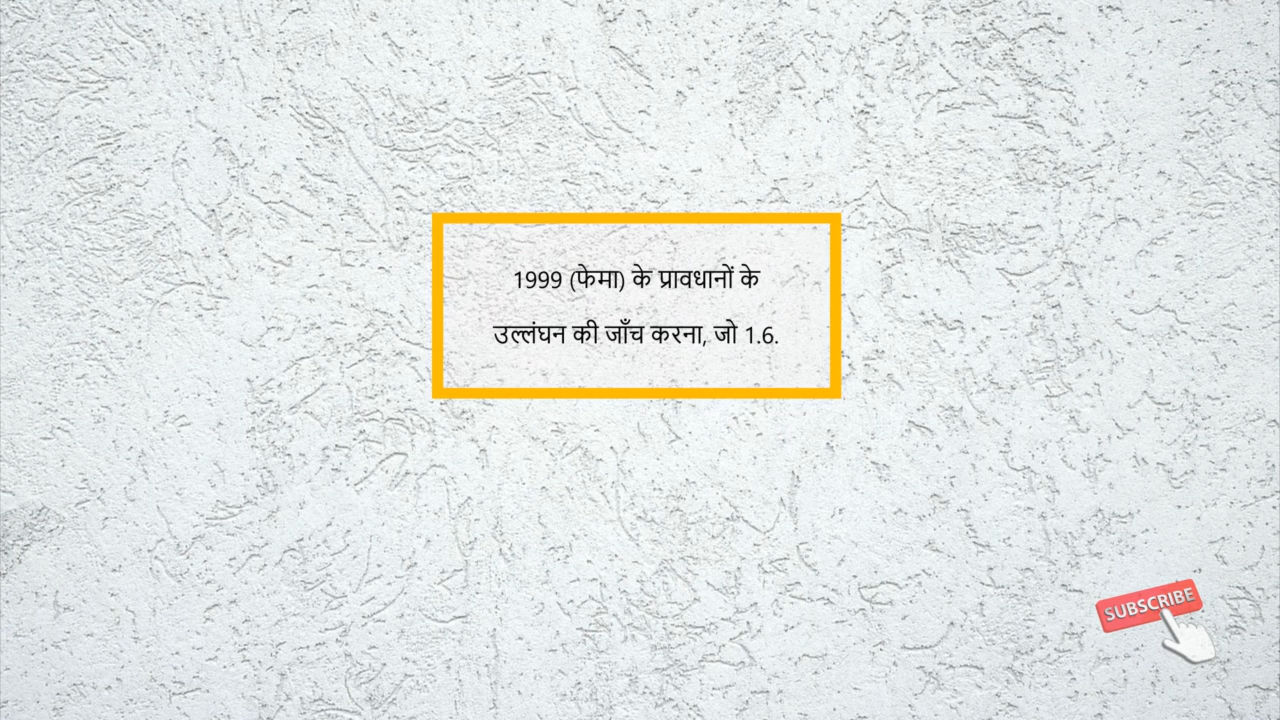 1999 (फेमा) के प्रावधानों के
उल्लंघन की जाँच करना, जो 1.6.
SUBSCRIBE